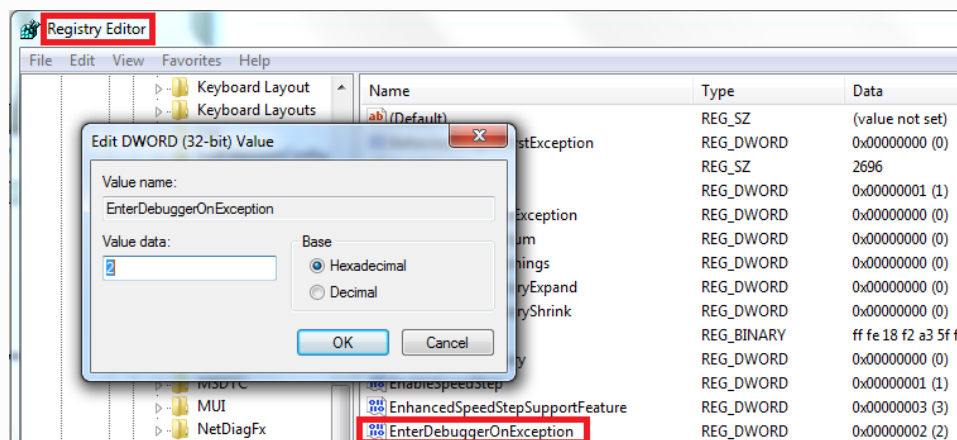 Registry Editor
File Edit View Favorites Help
Keyboard Layout
Keyboard Layouts
MSDTC
MUI
NetDiagFx
Name Type Data
(Default) REG_SZ (value not set)
stException REG_DWORD 0x00000000 (0)
REG_SZ 2696
REG_DWORD 0x00000001 (1)
Exception REG_DWORD 0x00000000 (0)
um REG_DWORD 0x00000000 (0)
nings REG_DWORD 0x00000000 (0)
ryExpand REG_DWORD 0x00000000 (0)
ryShrink REG_DWORD 0x00000000 (0)
REG_BINARY ff fe 18 f2 a3 5f f
ry REG_DWORD 0x00000000 (0)
EnableSpeedStep REG_DWORD 0x00000001 (1)
EnhancedSpeedStepSupportFeature REG_DWORD 0x00000003 (3)
EnterDebuggerOnException REG_DWORD 0x00000002 (2)
Edit DWORD (32-bit) Value
Value name:
EnterDebuggerOnException
Value data:
2
Base
Hexadecimal
Decimal
OK Cancel